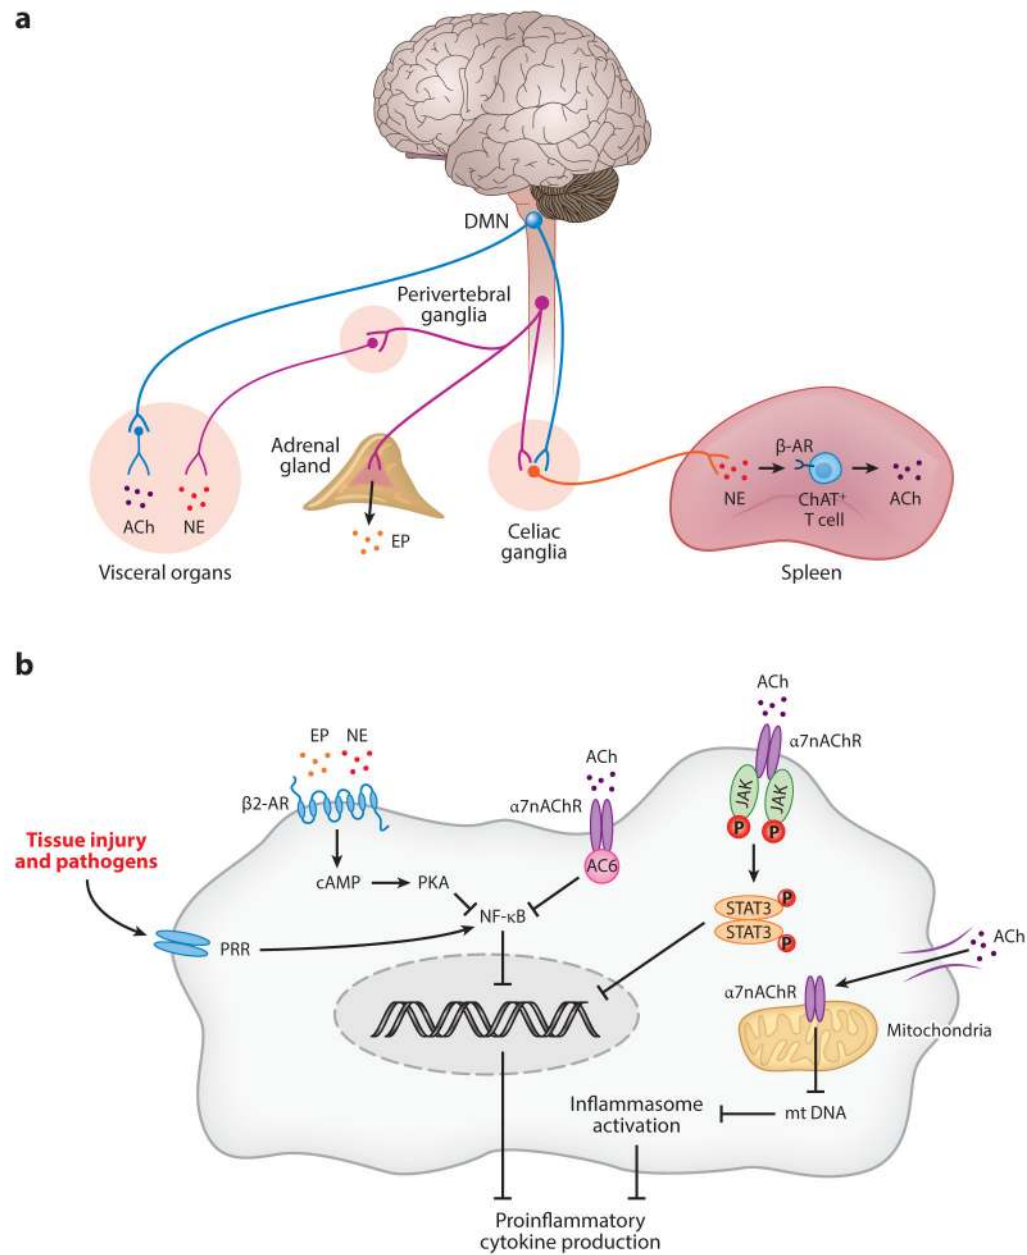 a
DMN
Perivertebral
ganglia
Adrenal
gland
β-AR
NE
ChAT⁺
T cell
ACh
ACh
NE
EP
Celiac
ganglia
Visceral organs
Spleen
b
ACh
α7nAChR
EP
NE
ACh
β2-AR
α7nAChR
JAK
JAK
P
P
Tissue injury
and pathogens
AC6
cAMP
PKA
NF-κB
STAT3
P
STAT3
P
PRR
ACh
α7nAChR
Mitochondria
Inflammasome
activation
mt DNA
Proinflammatory
cytokine production